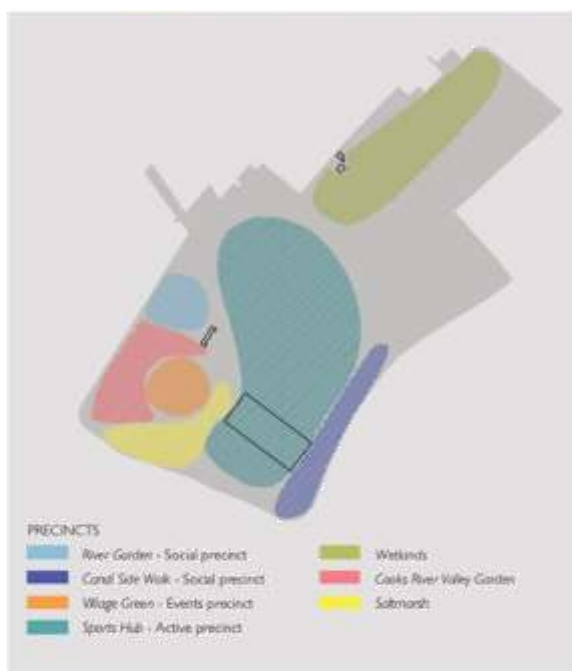 PRECINCTS
River Garden - Social precinct
Canal Side Walk - Social precinct
Village Green - Events precinct
Sports Hub - Active precinct
Wetlands
Cooks River Valley Garden
Saltmarsh